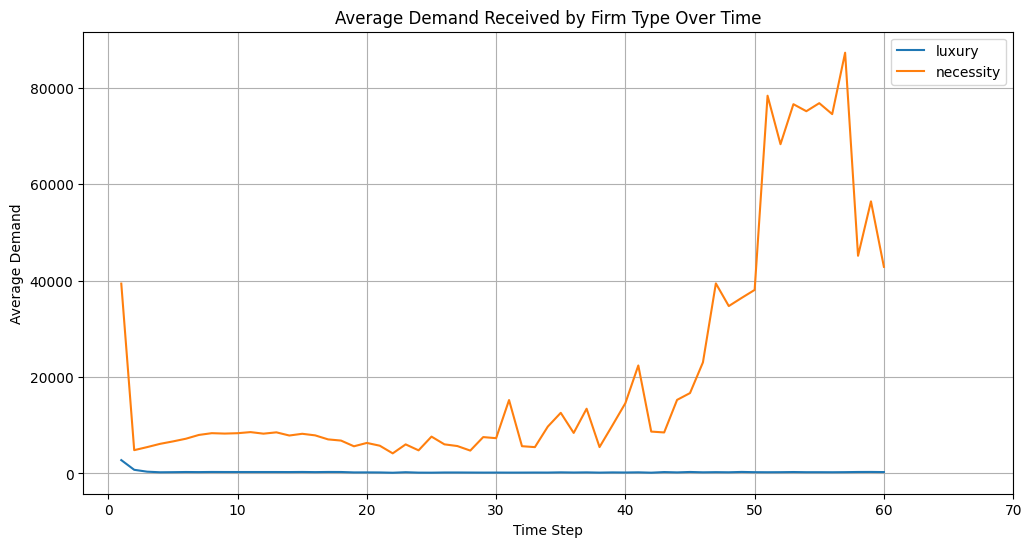 Average Demand Received by Firm Type Over Time
luxury
necessity
Average Demand
80000
60000
40000
20000
0
0 10 20 30 40 50 60 70
Time Step